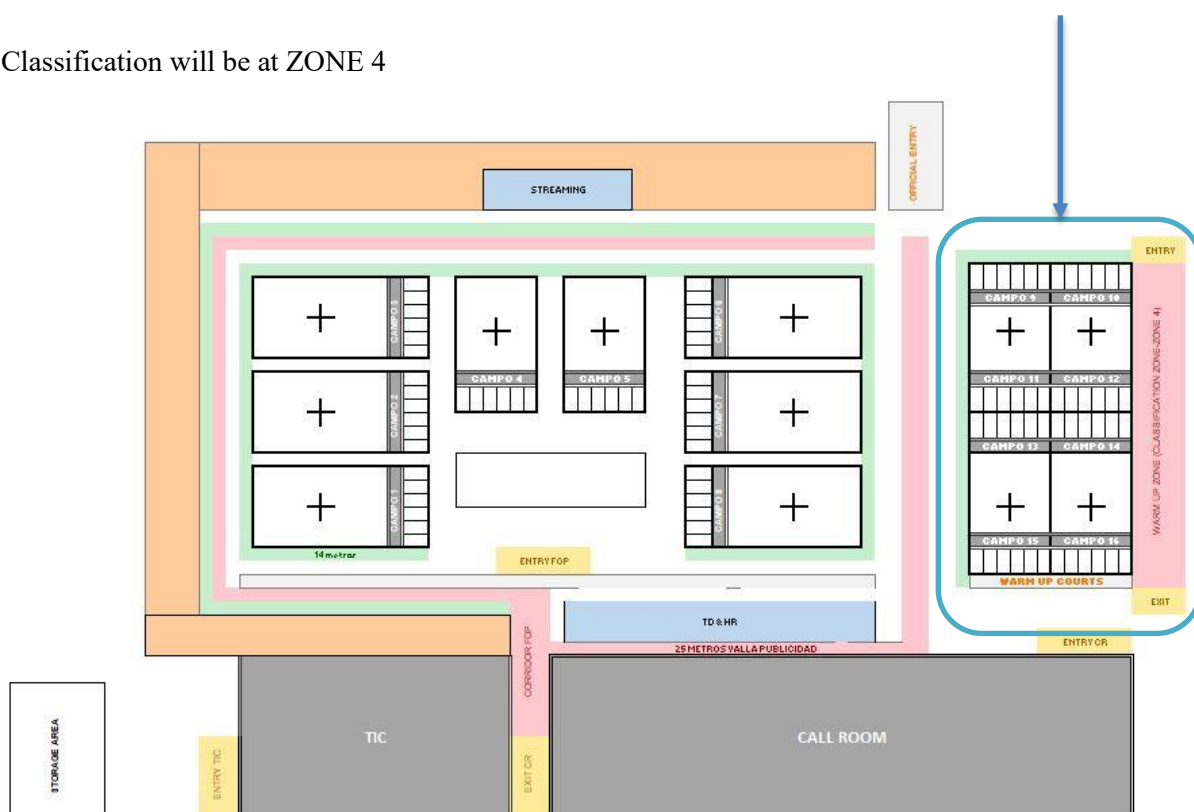 Classification will be at ZONE 4
OFFICIAL ENTRY
STREAMING
ENTRY
CAMPO 3
CAMPO 6
CAMPO 9
CAMPO 10
CAMPO 4
CAMPO 5
CAMPO 11
CAMPO 12
WARM UP ZONE (CLASSIFICATION ZONE-ZONE 4)
CAMPO 2
CAMPO 7
CAMPO 13
CAMPO 14
CAMPO 1
CAMPO 8
CAMPO 15
CAMPO 16
14 metros
ENTRY FOP
WARM UP COURTS
EXIT
TD & HR
ENTRY CR
25 METROS VALLA PUBLICIDAD
CORRIDOR FOP
STORAGE AREA
ENTRY TIC
TIC
EXIT CR
CALL ROOM